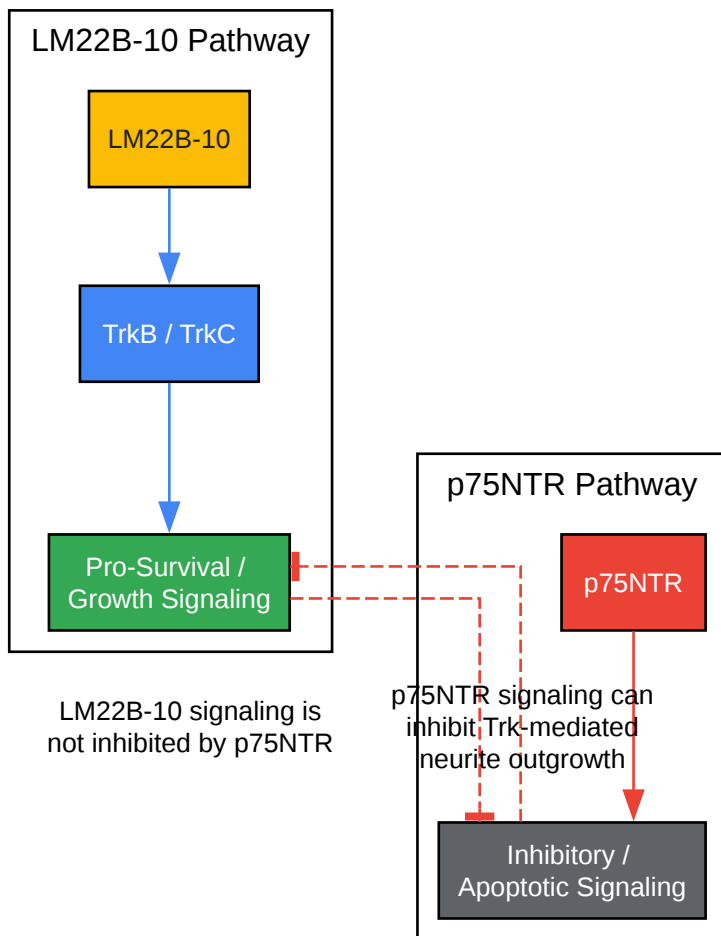 LM22B-10 Pathway
LM22B-10
TrkB / TrkC
Pro-Survival /
Growth Signaling
LM22B-10 signaling is
not inhibited by p75NTR
p75NTR Pathway
p75NTR
p75NTR signaling can
inhibit Trk-mediated
neurite outgrowth
Inhibitory /
Apoptotic Signaling